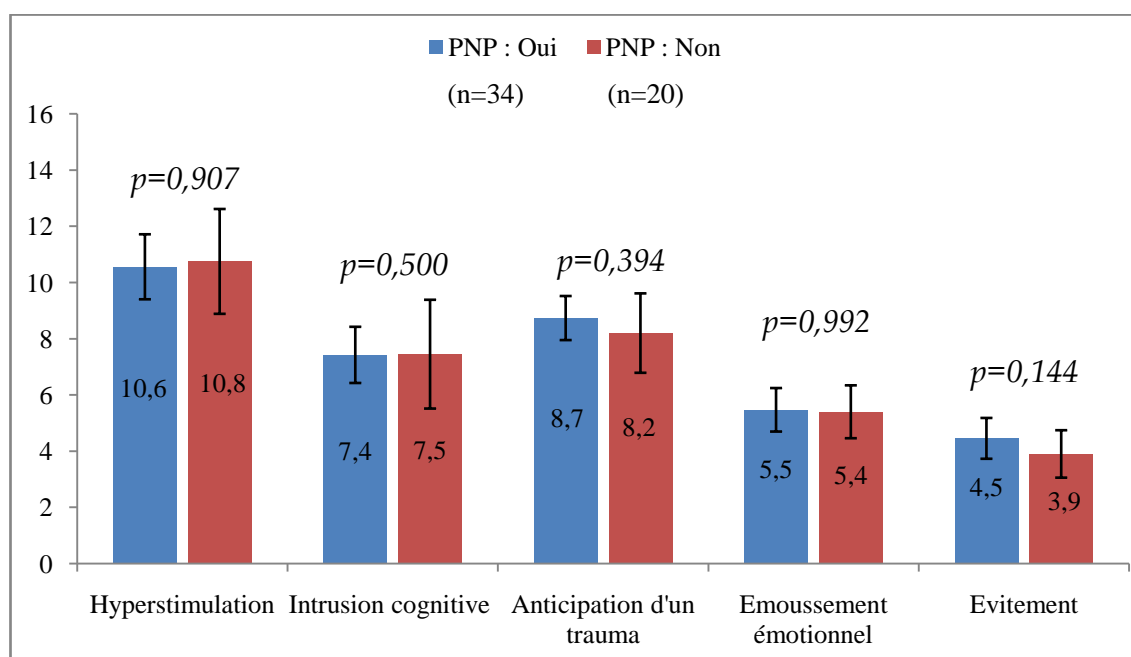 PNP : Oui PNP : Non
(n=34) (n=20)
16
14
12
10
8
6
4
2
0
p=0,907
p=0,500
p=0,394
p=0,992
p=0,144
10,6
10,8
7,4
7,5
8,7
8,2
5,5
5,4
4,5
3,9
Hyperstimulation
Intrusion cognitive
Anticipation d'un
trauma
Emoussement
émotionnel
Evitement